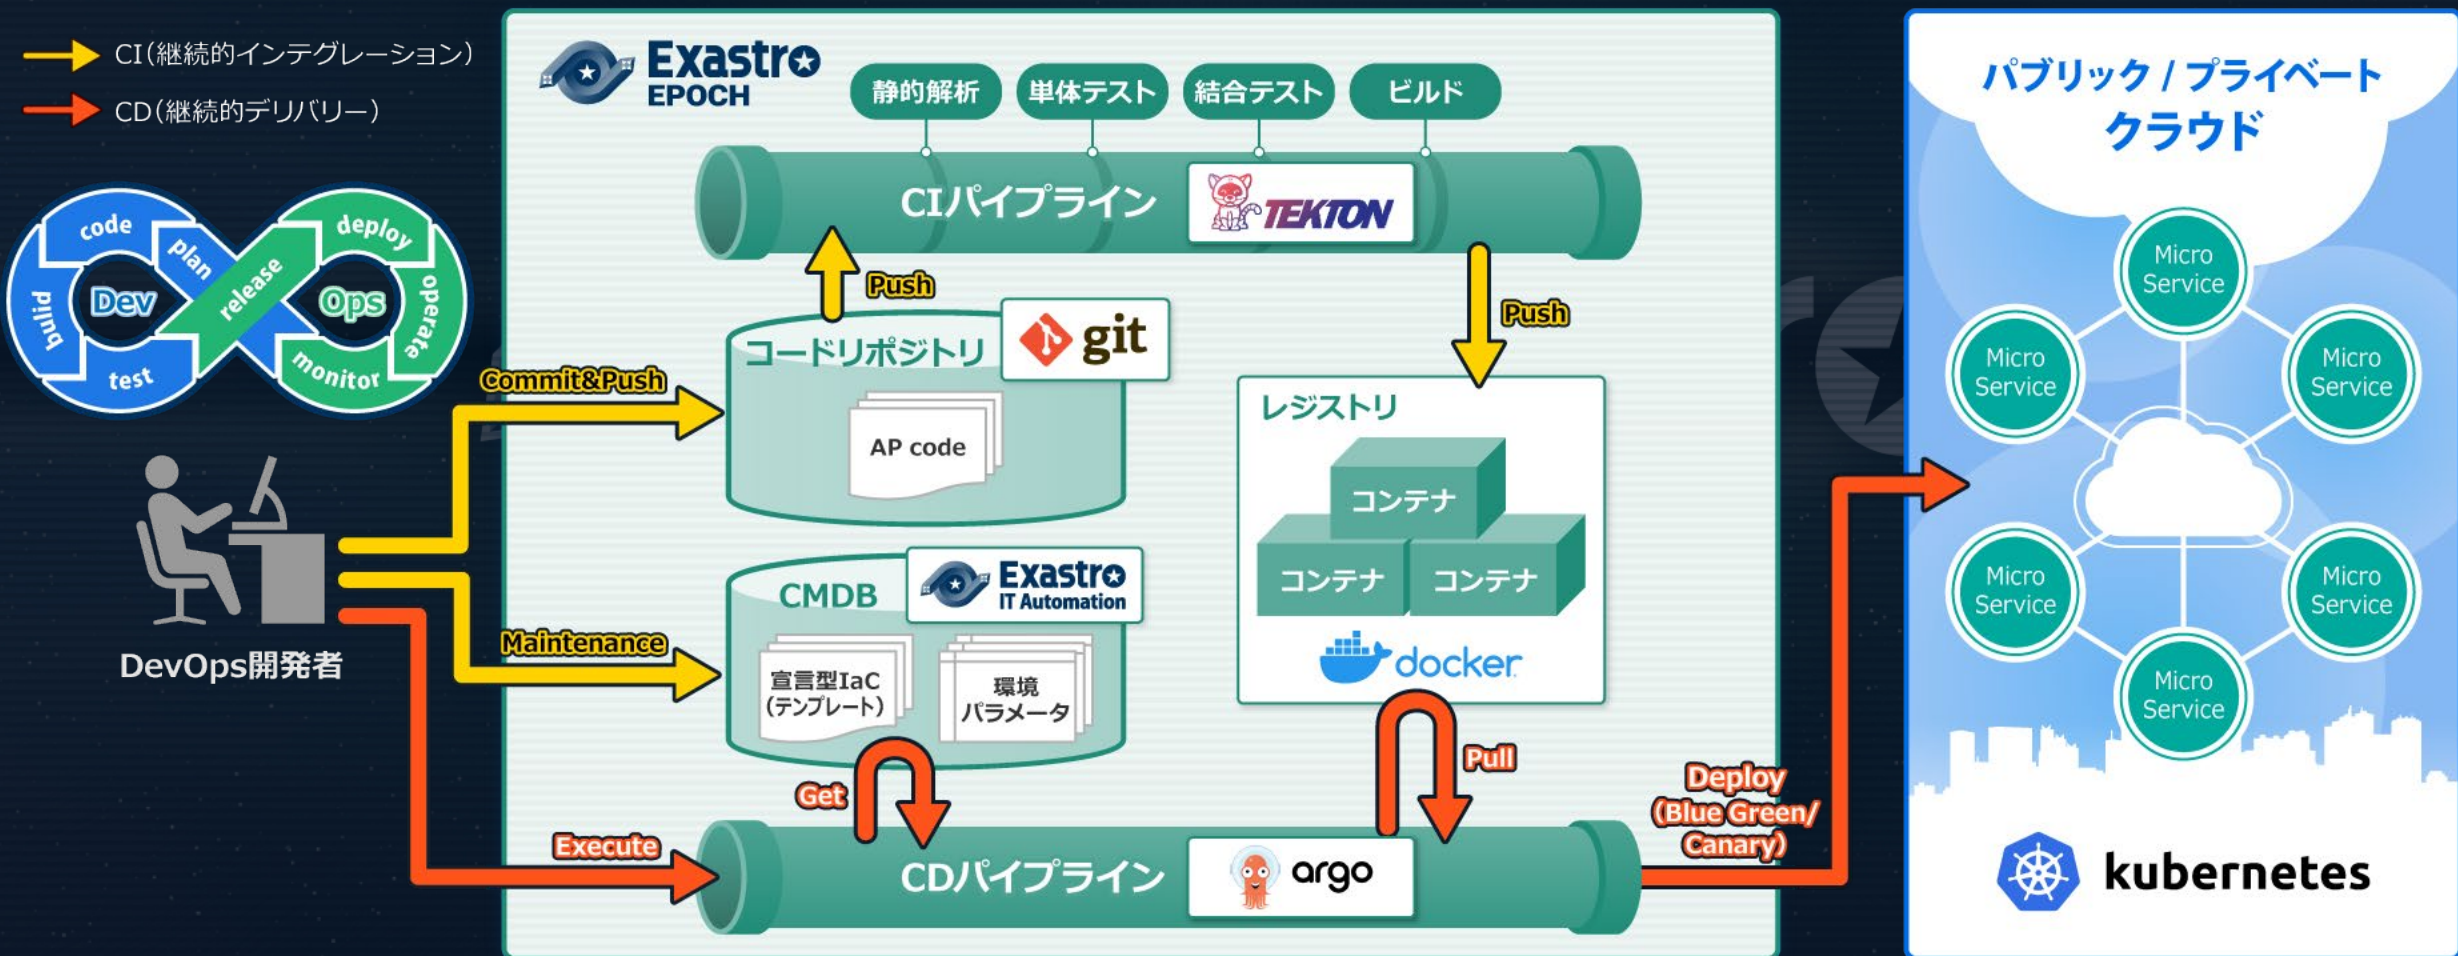 CI(継続的インテグレーション)
CD(継続的デリバリー)
code
plan
build
test
Dev
release
deploy
operate
monitor
Ops
DevOps開発者
Exastro
EPOCH
静的解析
単体テスト
結合テスト
ビルド
CIパイプライン
TEKTON
Push
Push
Commit&Push
コードリポジトリ
git
AP code
Maintenance
CMDB
Exastro
IT Automation
宣言型IaC
(テンプレート)
環境
パラメータ
レジストリ
コンテナ
コンテナ
コンテナ
docker
Get
Pull
Execute
CDパイプライン
argo
Deploy
(Blue Green/
Canary)
パブリック / プライベート
クラウド
Micro
Service
Micro
Service
Micro
Service
Micro
Service
Micro
Service
Micro
Service
kubernetes